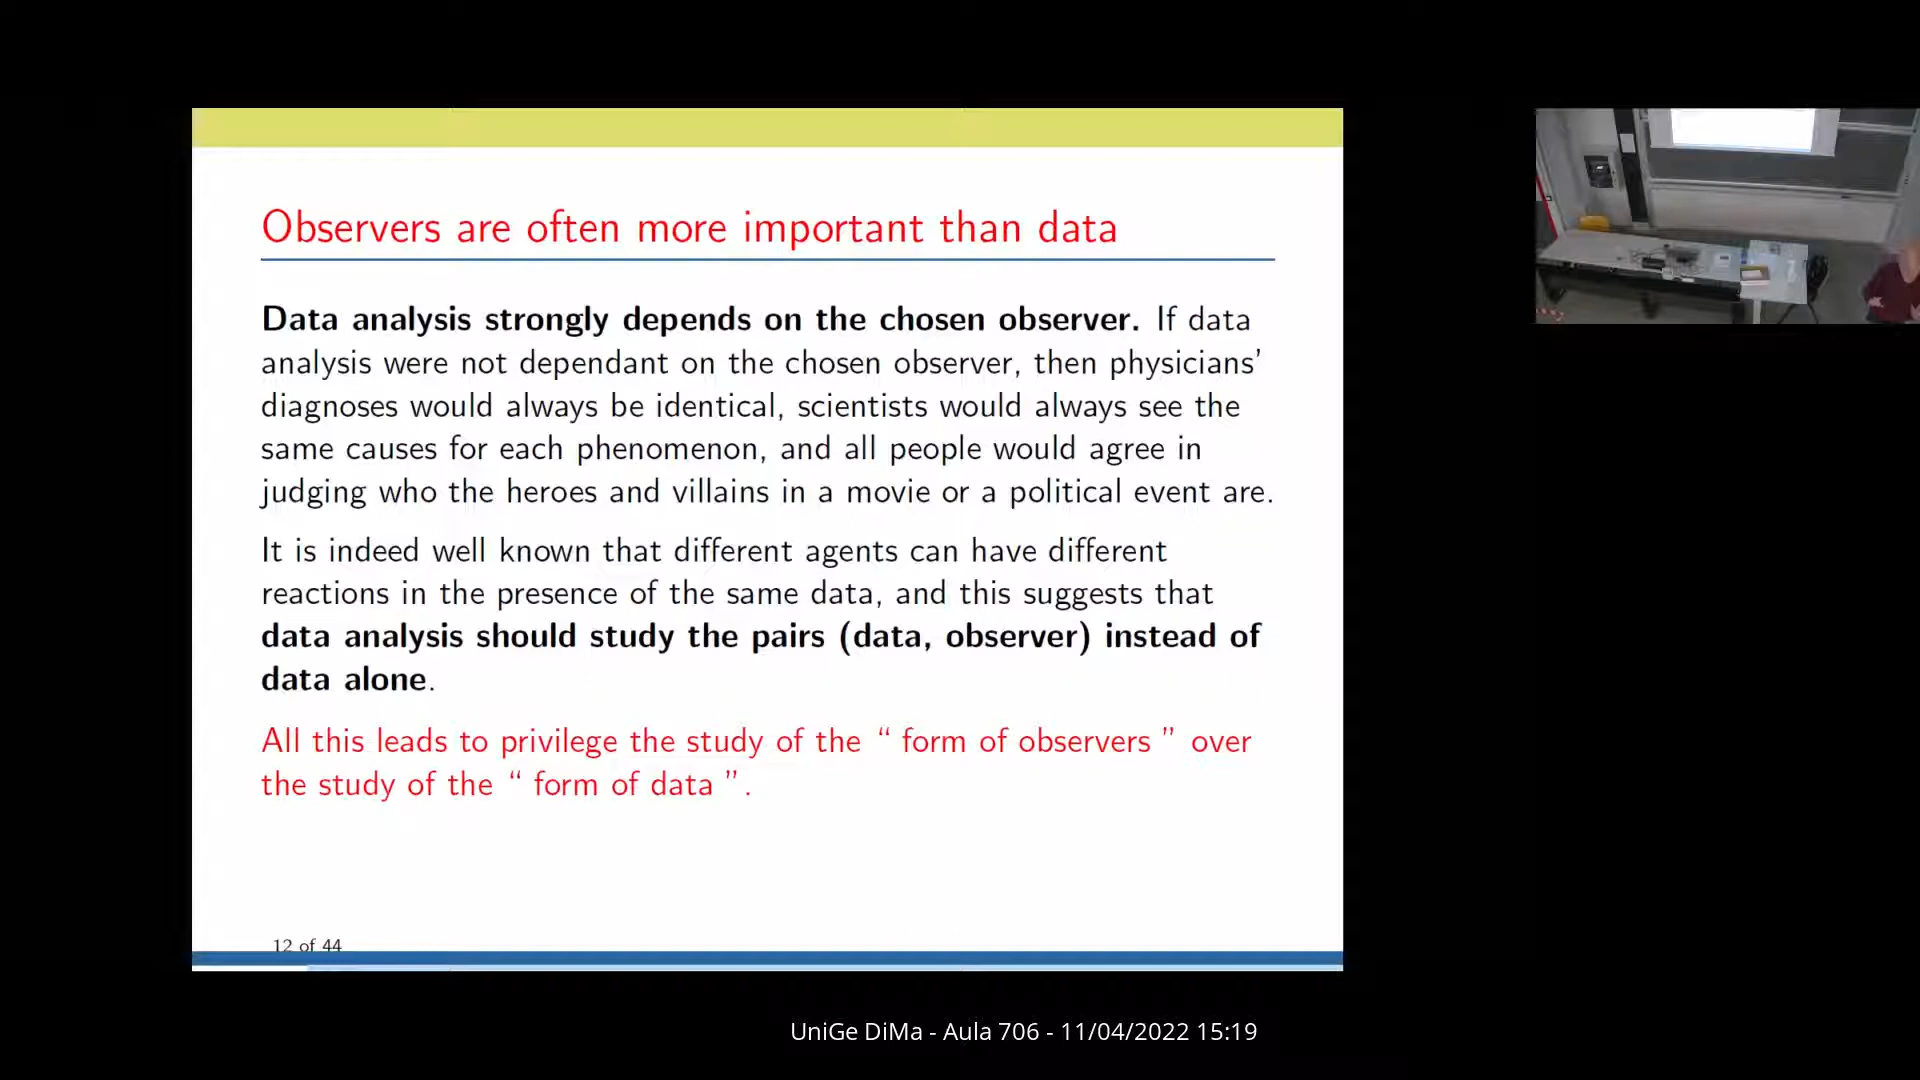 Observers are often more important than data
Data analysis strongly depends on the chosen observer. If data
analysis were not dependant on the chosen observer, then physicians'
diagnoses would always be identical, scientists would always see the
same causes for each phenomenon, and all people would agree in
judging who the heroes and villains in a movie or a political event are.
It is indeed well known that different agents can have different
reactions in the presence of the same data, and this suggests that
data analysis should study the pairs (data, observer) instead of
data alone.
All this leads to privilege the study of the “ form of observers ” over
the study of the “ form of data ”.
12 of 44
UniGe DiMa - Aula 706 - 11/04/2022 15:19